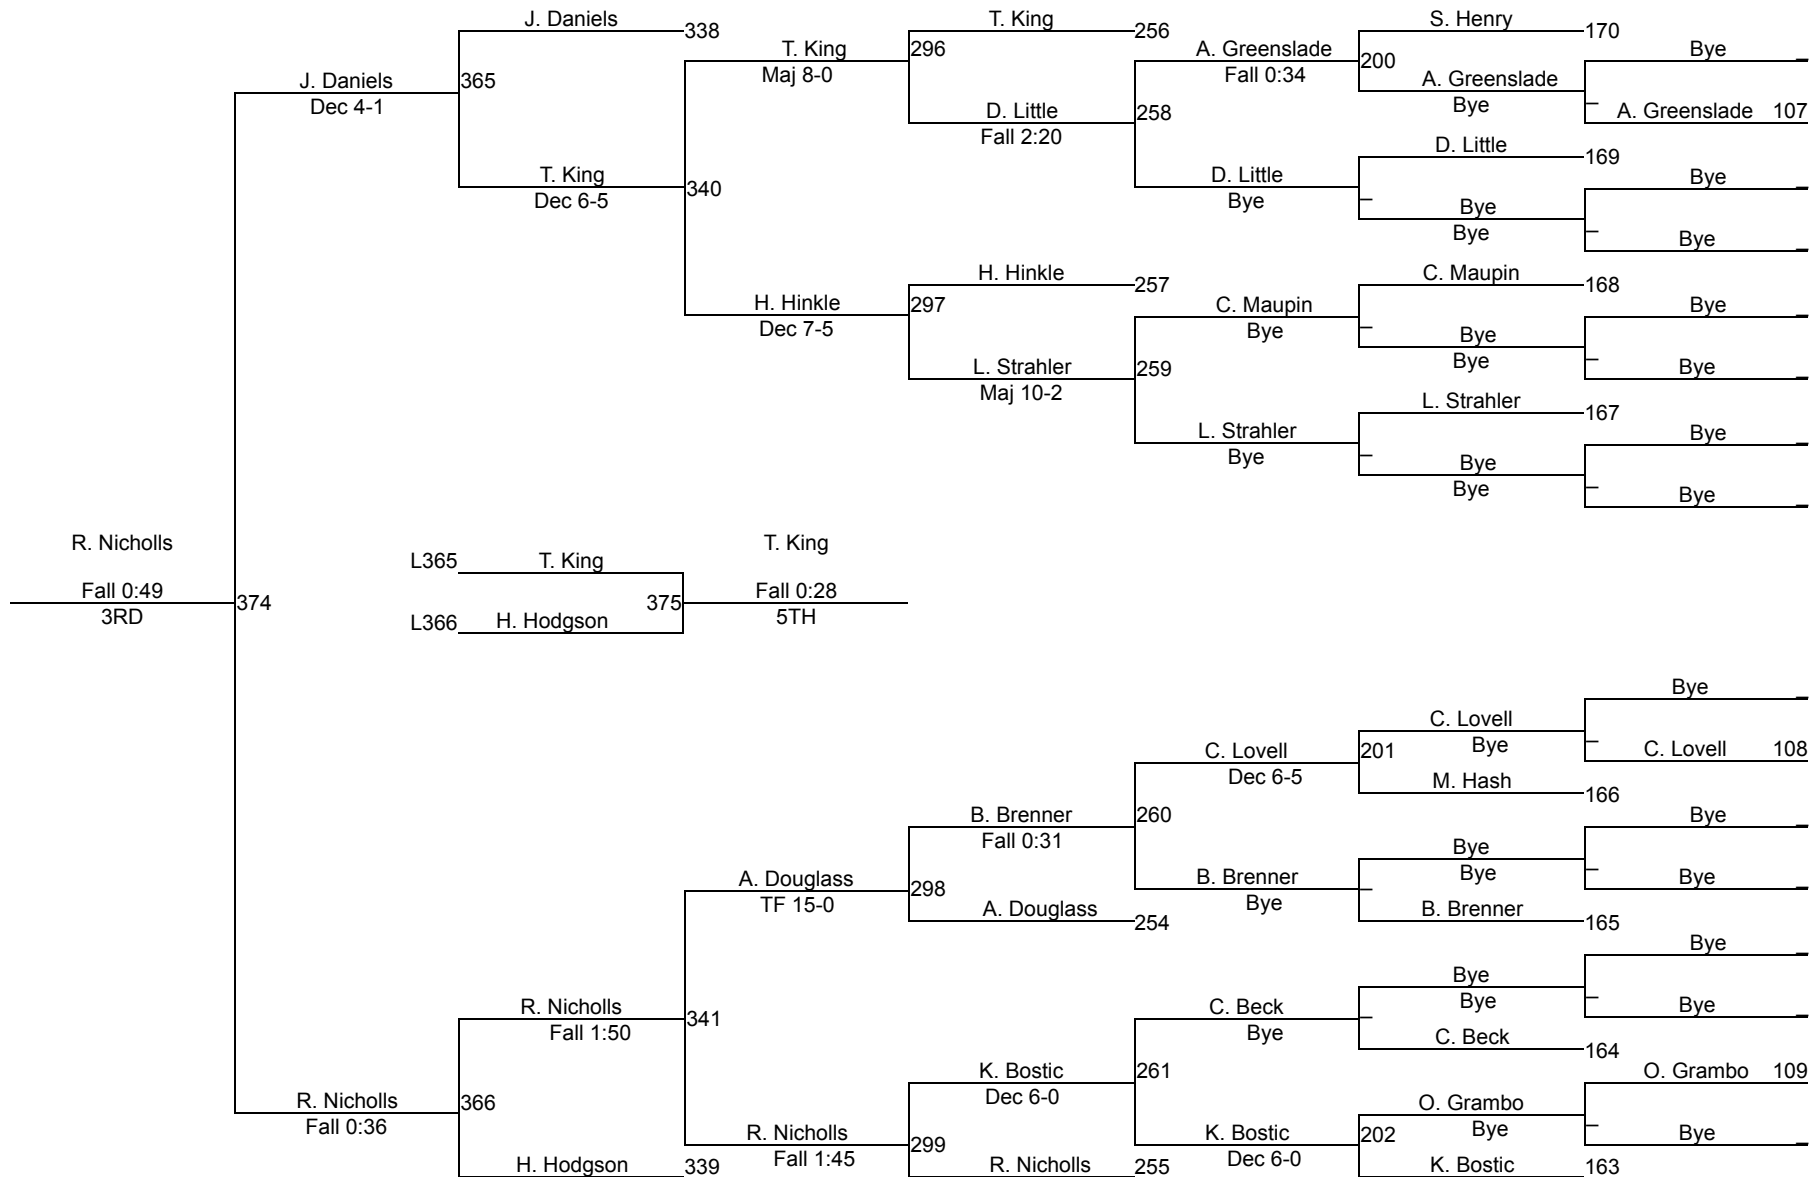 J. Daniels
338
T. King
256
S. Henry
170
T. King
Maj 8-0
296
A. Greenslade
Fall 0:34
200
Bye
J. Daniels
Dec 4-1
365
A. Greenslade
Bye
D. Little
Fall 2:20
258
A. Greenslade 107
D. Little
169
T. King
Dec 6-5
340
D. Little
Bye
Bye
Bye
Bye
Bye
H. Hinkle
257
C. Maupin
168
H. Hinkle
Dec 7-5
297
C. Maupin
Bye
Bye
Bye
Bye
L. Strahler
Maj 10-2
259
Bye
L. Strahler
167
L. Strahler
Bye
Bye
Bye
Bye
Bye
R. Nicholls
Fall 0:49
3RD
374
L365 T. King
L366 H. Hodgson
375
T. King
Fall 0:28
5TH
Bye
C. Lovell
Bye
C. Lovell
Dec 6-5
201
C. Lovell 108
M. Hash
166
B. Brenner
Fall 0:31
260
Bye
Bye
Bye
Bye
A. Douglass
TF 15-0
298
B. Brenner
Bye
A. Douglass
254
B. Brenner
165
Bye
Bye
Bye
Bye
R. Nicholls
Fall 1:50
341
C. Beck
Bye
C. Beck
164
K. Bostic
Dec 6-0
261
O. Grambo 109
R. Nicholls
Fall 0:36
366
O. Grambo
Bye
R. Nicholls
Fall 1:45
299
K. Bostic
Dec 6-0
202
Bye
H. Hodgson
339
R. Nicholls
255
K. Bostic
163